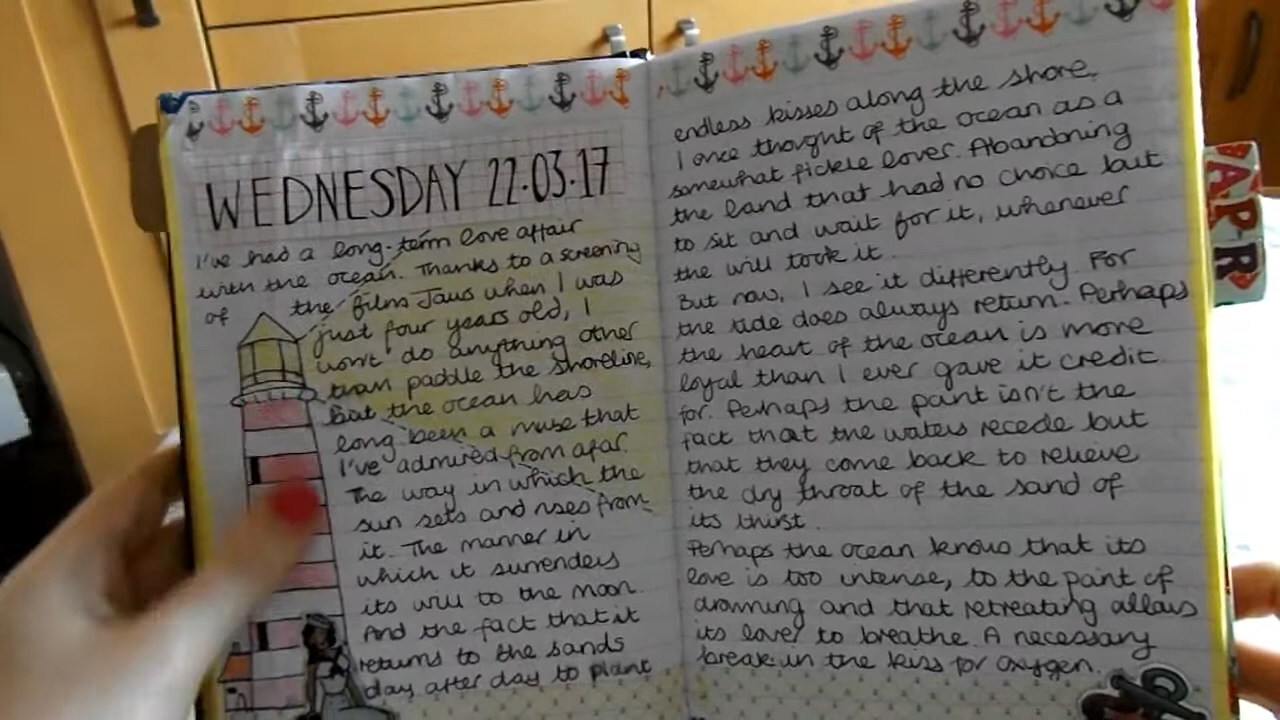 WEDNESDAY 22·03·17
I've had a long-term love affair
with the ocean. Thanks to a screening
of the films Jaws when I was
just four years old, I
won't do anything other
than paddle the shoreline,
But the ocean has
long been a muse that
I've admired from afar.
The way in which the
sun sets and rises from
it. The manner in
which it surrenders
its will to the moon
And the fact that it
returns to the sands
day after day to plant
endless kisses along the shore.
I once thought of the ocean as a
somewhat fickle lover. Abandoning
the land that had no choice but
to sit and wait for it, whenever
the will took it.
But now, I see it differently. For
the tide does always return. Perhaps
the heart of the ocean is more
loyal than I ever gave it credit
for. Perhaps the point isn't the
fact that the waters recede but
that they come back to relieve
the dry throat of the sand of
its thirst.
Perhaps the ocean knows that its
love is too intense, to the point of
drowning and that retreating allows
its lover to breathe. A necessary
break in the kiss for oxygen.